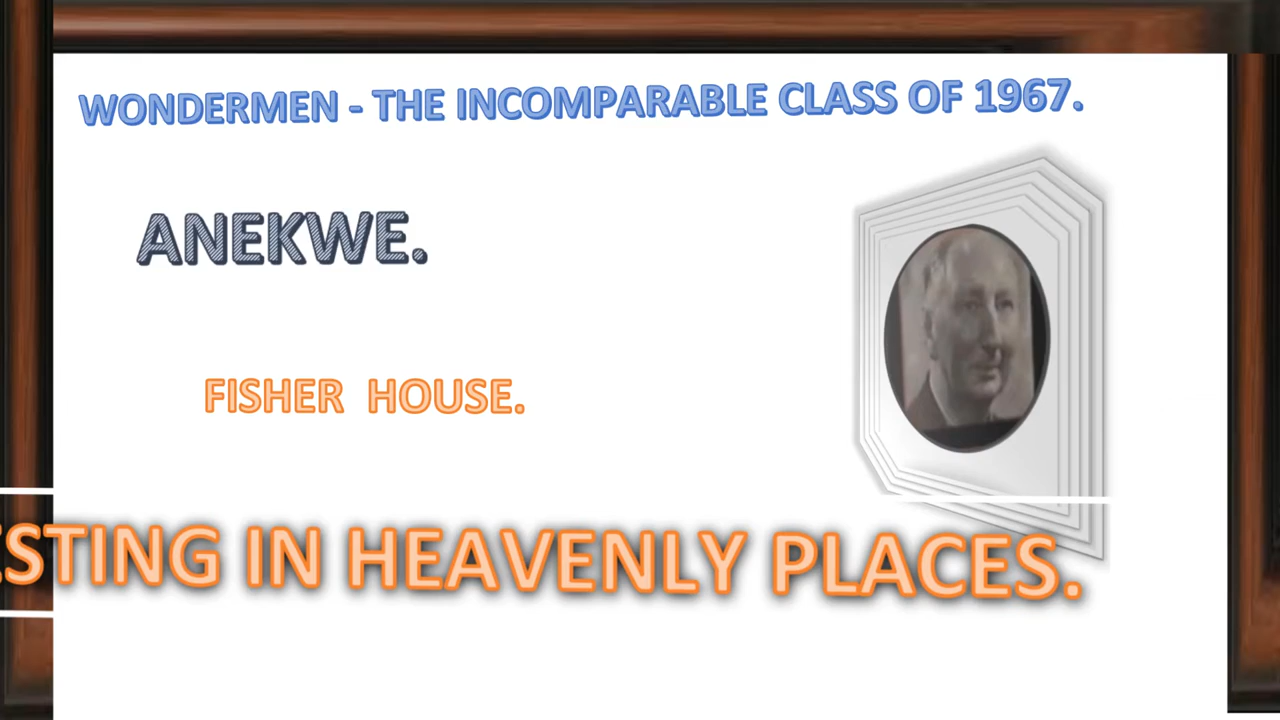 WONDERMEN - THE INCOMPARABLE CLASS OF 1967.
ANEKWE.
FISHER HOUSE.
STING IN HEAVENLY PLACES.